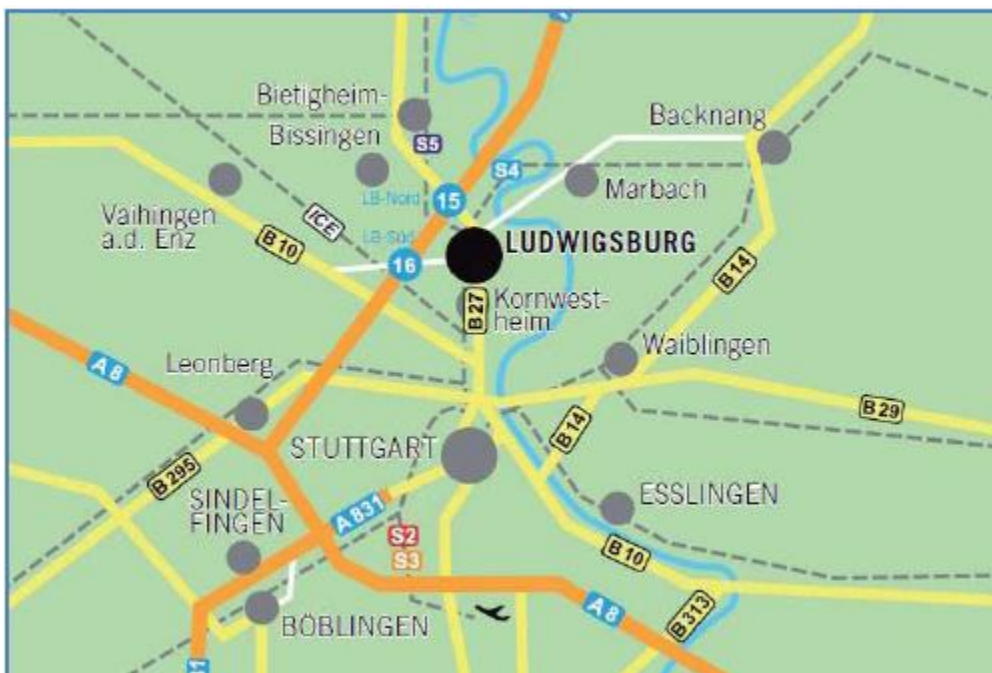 Bietigheim-
Bissingen
S5
Backnang
S4
Marbach
LB-Nord
15
Vaihingen
a.d. Enz
ICE
B 10
LB-Süd
16
LUDWIGSBURG
B 14
B 27
Kornwest-
heim
Waiblingen
A 8
Leonberg
B 29
B 14
STUTTGART
B 295
SINDEL-
FINGEN
A 831
ESSLINGEN
S2
S3
B 10
A 8
B 313
BÖBLINGEN